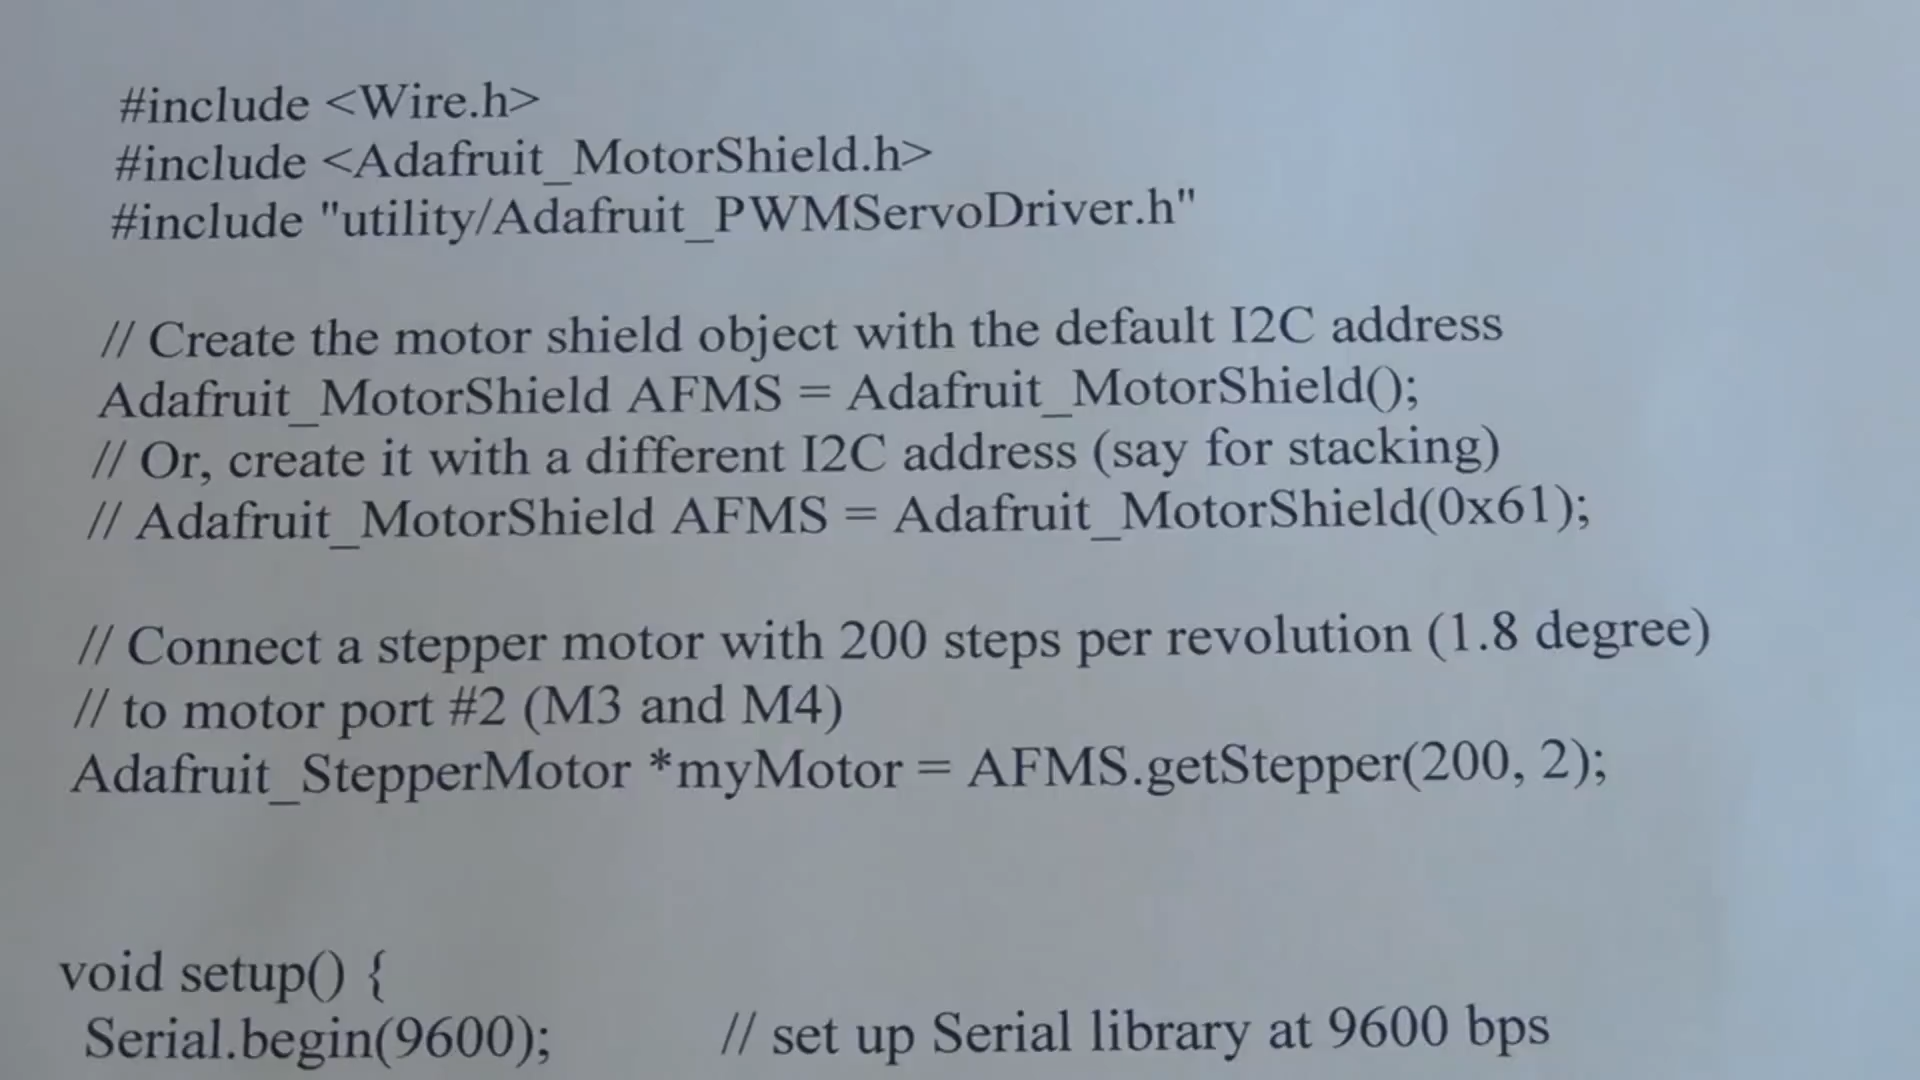 #include <Wire.h>
#include <Adafruit_MotorShield.h>
#include "utility/Adafruit_PWMServoDriver.h"
// Create the motor shield object with the default I2C address
Adafruit_MotorShield AFMS = Adafruit_MotorShield();
// Or, create it with a different I2C address (say for stacking)
// Adafruit_MotorShield AFMS = Adafruit_MotorShield(0x61);
// Connect a stepper motor with 200 steps per revolution (1.8 degree)
// to motor port #2 (M3 and M4)
Adafruit_StepperMotor *myMotor = AFMS.getStepper(200, 2);
void setup() {
Serial.begin(9600); // set up Serial library at 9600 bps